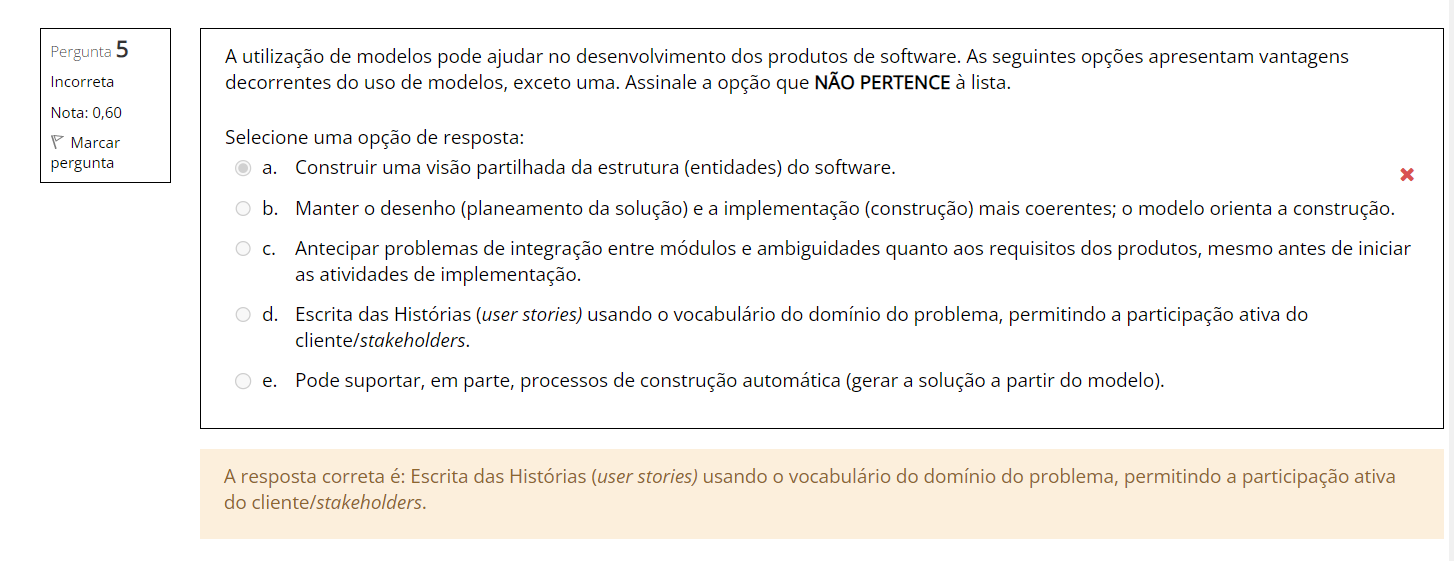 Pergunta 5
Incorreta
Nota: 0,60
Marcar
pergunta
A utilização de modelos pode ajudar no desenvolvimento dos produtos de software. As seguintes opções apresentam vantagens
decorrentes do uso de modelos, exceto uma. Assinale a opção que NÃO PERTENCE à lista.
Selecione uma opção de resposta:
a. Construir uma visão partilhada da estrutura (entidades) do software.
b. Manter o desenho (planeamento da solução) e a implementação (construção) mais coerentes; o modelo orienta a construção.
c. Antecipar problemas de integração entre módulos e ambiguidades quanto aos requisitos dos produtos, mesmo antes de iniciar
as atividades de implementação.
d. Escrita das Histórias (user stories) usando o vocabulário do domínio do problema, permitindo a participação ativa do
cliente/stakeholders.
e. Pode suportar, em parte, processos de construção automática (gerar a solução a partir do modelo).
A resposta correta é: Escrita das Histórias (user stories) usando o vocabulário do domínio do problema, permitindo a participação ativa
do cliente/stakeholders.